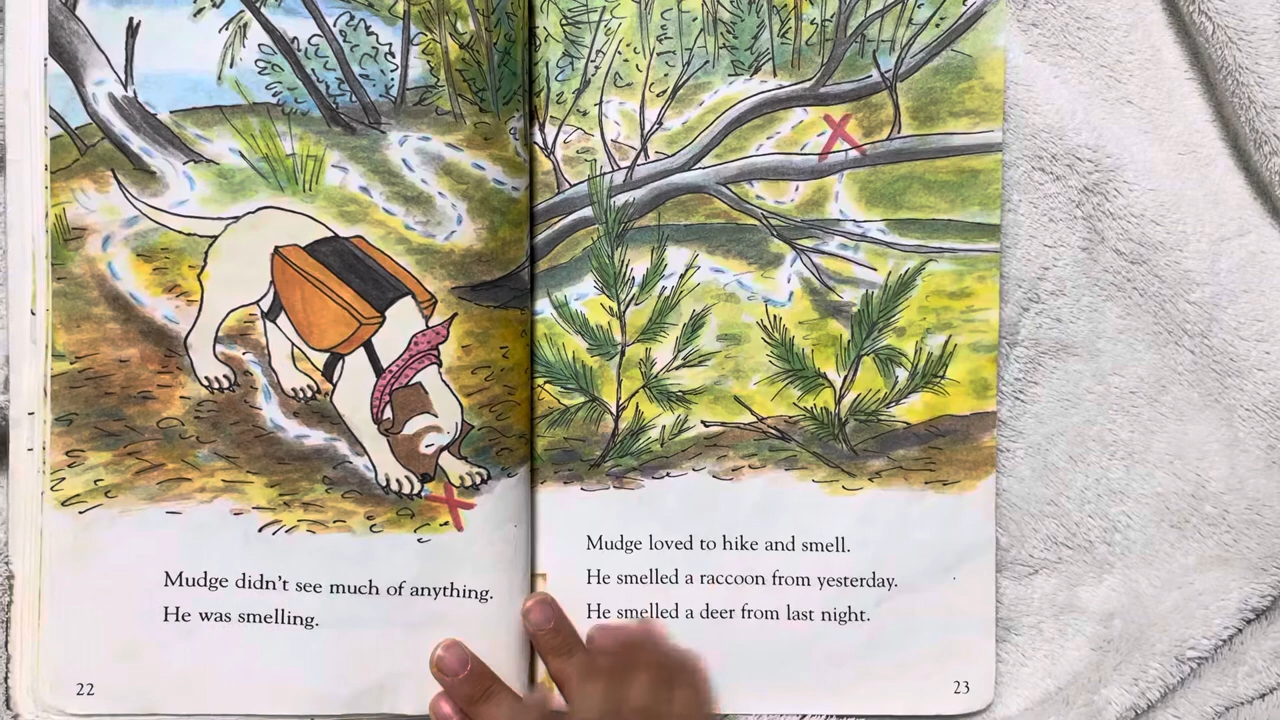 Mudge didn't see much of anything.
He was smelling.
22
Mudge loved to hike and smell.
He smelled a raccoon from yesterday.
He smelled a deer from last night.
23